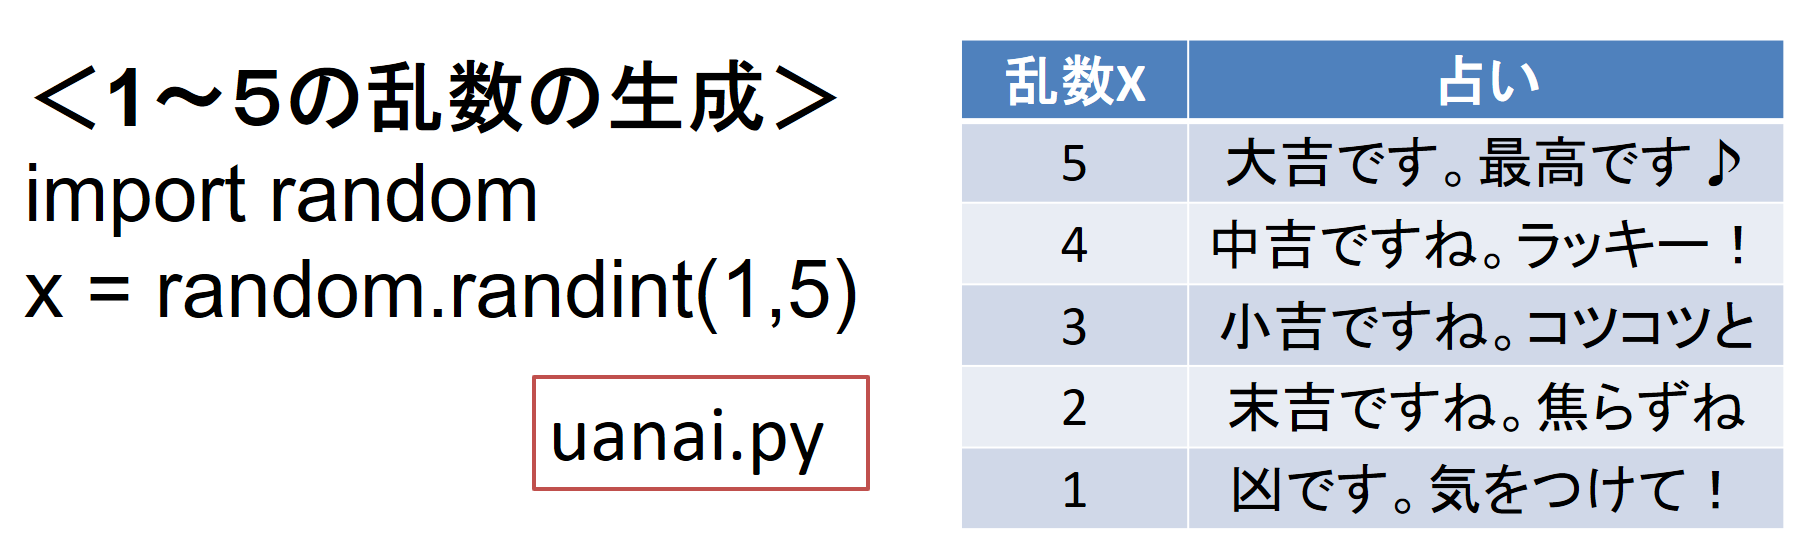 ＜1～5の乱数の生成＞
import random
x = random.randint(1,5)
uanai.py
乱数X 占い
5 大吉です。最高です♪
4 中吉ですね。ラッキー！
3 小吉ですね。コツコツと
2 末吉ですね。焦らずね
1 凶です。気をつけて！